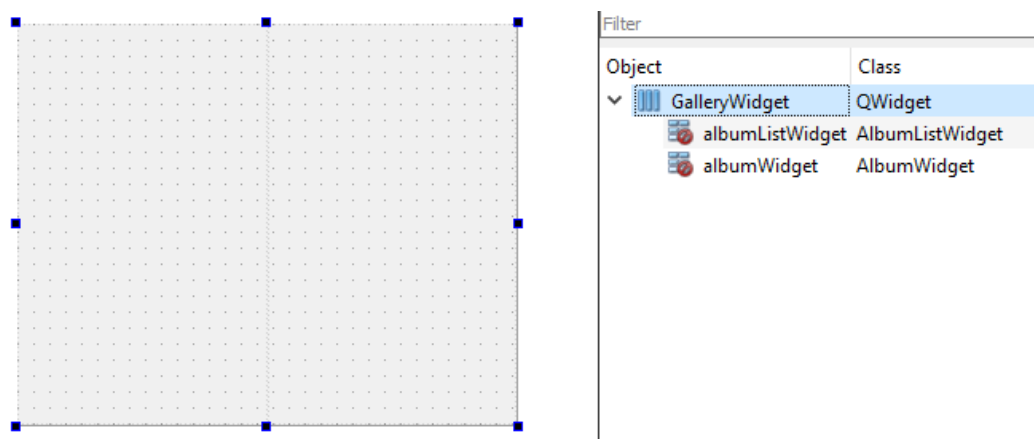 Filter
Object Class
GalleryWidget QWidget
albumListWidget AlbumListWidget
albumWidget AlbumWidget